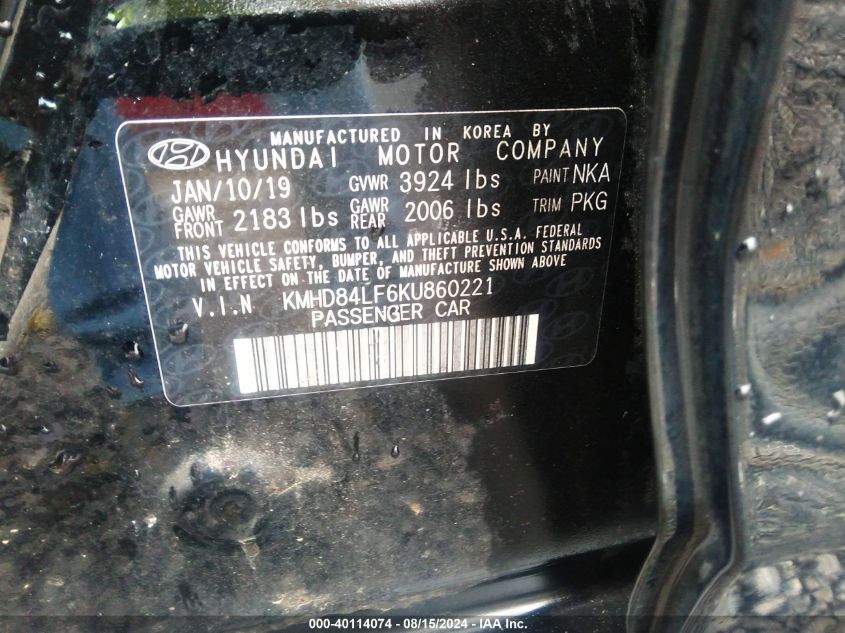 MANUFACTURED IN KOREA BY
HYUNDAI MOTOR COMPANY
JAN/10/19 GVWR 3924 lbs PAINT NKA
GAWR FRONT 2183 lbs GAWR REAR 2006 lbs TRIM PKG
THIS VEHICLE CONFORMS TO ALL APPLICABLE U.S.A. FEDERAL
MOTOR VEHICLE SAFETY, BUMPER, AND THEFT PREVENTION STANDARDS
IN EFFECT ON THE DATE OF MANUFACTURE SHOWN ABOVE
V.I.N KMHD84LF6KU860221
PASSENGER CAR
000-40114074 - 08/15/2024 - © IAA Inc.